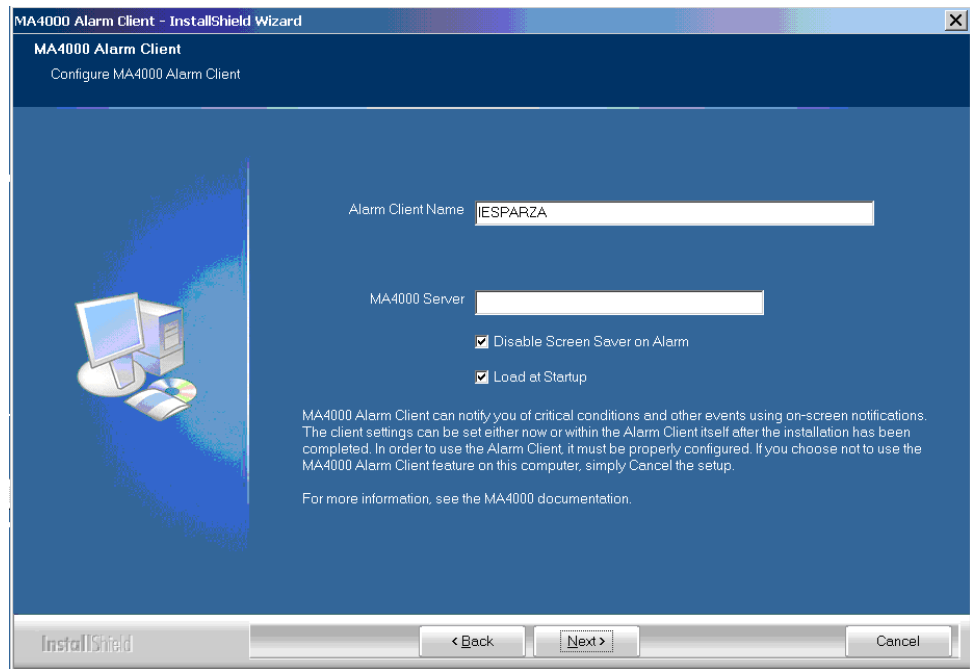 MA4000 Alarm Client - InstallShield Wizard
MA4000 Alarm Client
Configure MA4000 Alarm Client
Alarm Client Name
IESPARZA
MA4000 Server
Disable Screen Saver on Alarm
Load at Startup
MA4000 Alarm Client can notify you of critical conditions and other events using on-screen notifications.
The client settings can be set either now or within the Alarm Client itself after the installation has been
completed. In order to use the Alarm Client, it must be properly configured. If you choose not to use the
MA4000 Alarm Client feature on this computer, simply Cancel the setup.
For more information, see the MA4000 documentation.
InstallShield
< Back
Next >
Cancel